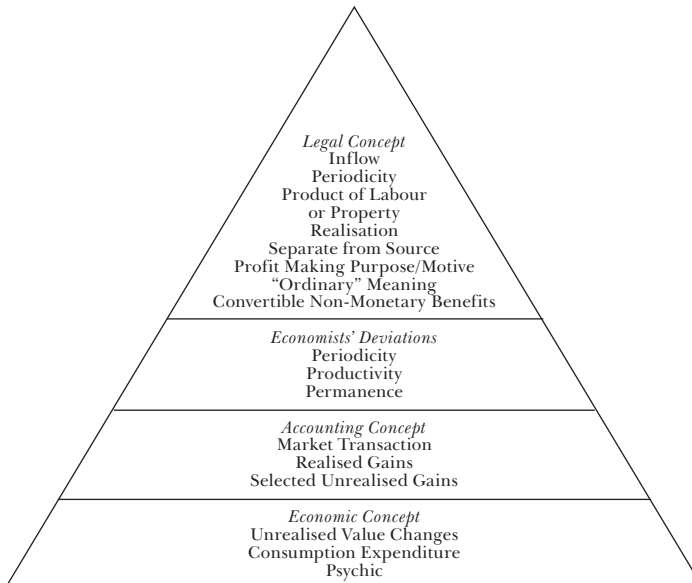 Legal Concept
Inflow
Periodicity
Product of Labour
or Property
Realisation
Separate from Source
Profit Making Purpose/Motive
“Ordinary” Meaning
Convertible Non-Monetary Benefits
Economists’ Deviations
Periodicity
Productivity
Permanence
Accounting Concept
Market Transaction
Realised Gains
Selected Unrealised Gains
Economic Concept
Unrealised Value Changes
Consumption Expenditure
Psychic